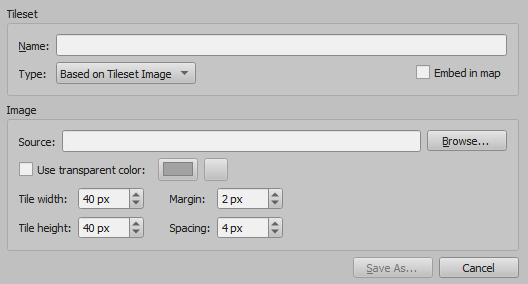 Tileset
Name:
Type: Based on Tileset Image Embed in map
Image
Source: Browse...
Use transparent color:
Tile width: 40 px Margin: 2 px
Tile height: 40 px Spacing: 4 px
Save As... Cancel